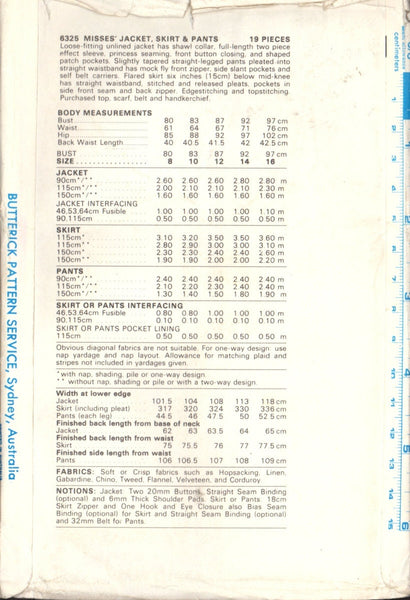 6325 MISSES' JACKET, SKIRT & PANTS 19 PIECES
Loose-fitting unlined jacket has shawl collar, full-length two piece
effect sleeve, princess seaming, front button closing, and shaped
patch pockets. Slightly tapered straight-legged pants pleated into
straight waistband has mock fly front zipper, side slant pockets and
self belt carriers. Flared skirt six inches (15cm) below mid-knee
has straight waistband, stitched and released pleats, pockets in
side front seam and back zipper. Edgestitching and topstitching.
Purchased top, scarf, belt and handkerchief.
BODY MEASUREMENTS
Bust 80 83 87 92 97 cm
Waist 61 64 67 71 76 cm
Hip 85 88 92 97 102 cm
Back Waist Length 40 40.5 41.5 42 42.5 cm
BUST 80 83 87 92 97 cm
SIZE 8 10 12 14 16
JACKET
90cm*/** 2.60 2.60 2.60 2.80 2.80 m
115cm*/** 2.00 2.10 2.10 2.10 2.30 m
150cm*/** 1.60 1.60 1.60 1.60 1.60 m
JACKET INTERFACING
46,53,64cm Fusible 1.00 1.00 1.00 1.00 1.10 m
90,115cm 0.50 0.50 0.50 0.50 0.50 m
SKIRT
115cm* 3.10 3.20 3.50 3.50 3.60 m
115cm** 2.80 2.90 3.00 3.00 3.10 m
150cm* 2.30 2.30 2.40 2.40 2.60 m
150cm** 1.90 1.90 2.00 2.00 2.20 m
PANTS
90cm*/** 2.40 2.40 2.40 2.40 2.40 m
115cm*/** 2.10 2.20 2.30 2.40 2.40 m
150cm*/** 1.30 1.40 1.50 1.80 1.90 m
SKIRT OR PANTS INTERFACING
46,53,64cm Fusible 0.80 0.80 1.00 1.00 1.00 m
90,115cm 0.10 0.10 0.10 0.10 0.10 m
SKIRT OR PANTS POCKET LINING
115cm 0.50 0.50 0.50 0.50 0.50 m
Obvious diagonal fabrics are not suitable. For one-way design: use
nap yardage and nap layout. Allowance for matching plaid and
stripes not included in yardages given.
*with nap, shading, pile or one-way design.
** without nap, shading, pile or with a two-way design.
Width at lower edge
Jacket 101.5 104 108 113 118 cm
Skirt (including pleat) 317 320 324 330 336 cm
Pants (each leg) 44.5 46 47.5 50 52.5 cm
Finished back length from base of neck
Jacket 62 63 63.5 64 65 cm
Finished back length from waist
Skirt 75 75.5 76 77 77.5 cm
Finished side length from waist
Pants 106 106.5 107 108 109 cm
FABRICS: Soft or Crisp fabrics such as Hopsacking, Linen,
Gabardine, Chino, Tweed, Flannel, Velveteen, and Corduroy.
NOTIONS: Jacket: Two 20mm Buttons, Straight Seam Binding
(optional) and 6mm Thick Shoulder Pads. Skirt or Pants: 18cm
Skirt Zipper and One Hook and Eye Closure also Bias Seam
Binding (optional) for Skirt and Straight Seam Binding (optional)
and 32mm Belt for Pants.
BUTTERICK PATTERN SERVICE, Sydney, Australia
centimeters